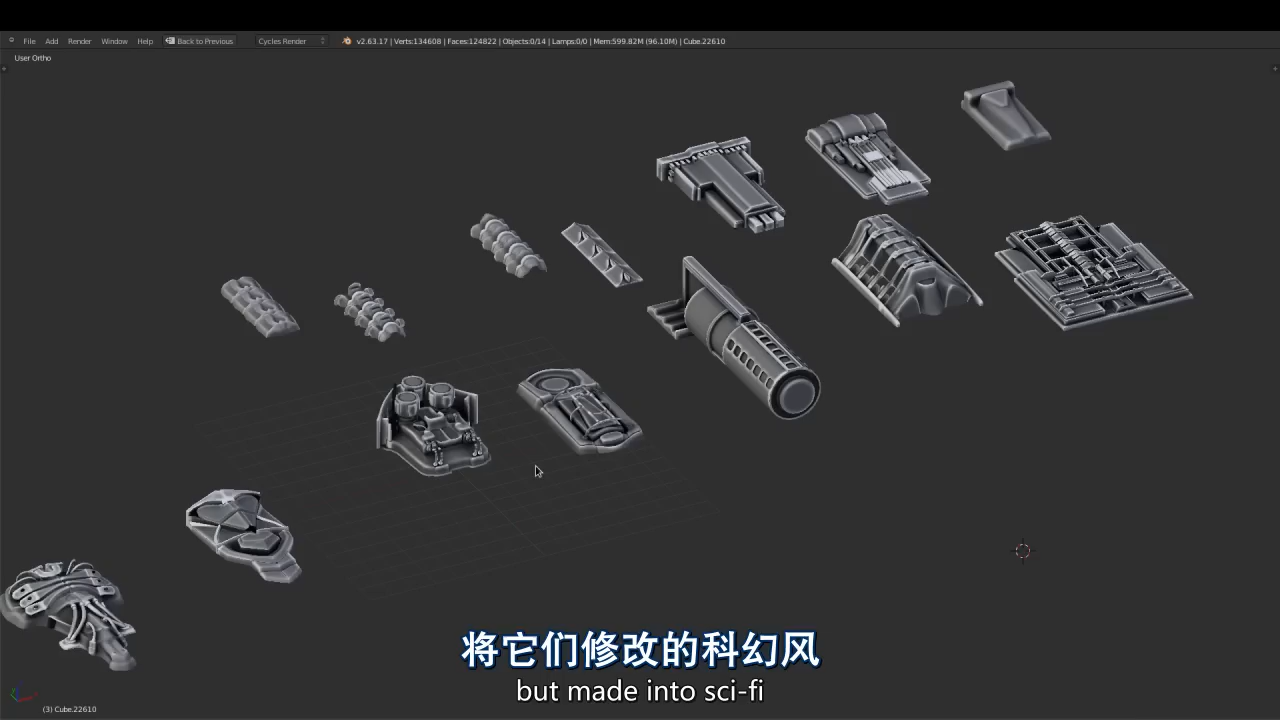 File Add Render Window Help Back to Previous Cycles Render v2.63.17 | Verts:134608 | Faces:124822 | Objects:0/14 | Lamps:0/0 | Mem:599.82M (96.10M) | Cube.22610
User Ortho
将它们修改的科幻风
but made into sci-fi
(3) Cube.22610